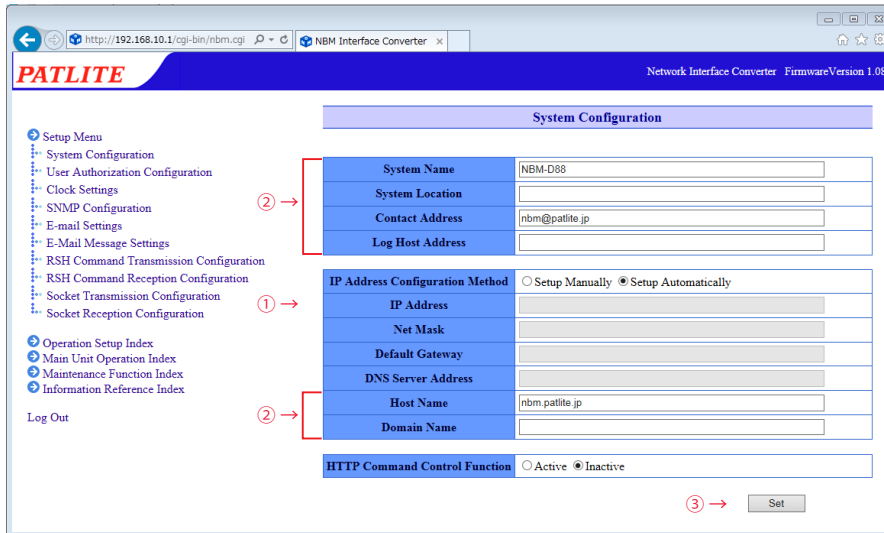 http://192.168.10.1/cgi-bin/nbm.cgi
NBM Interface Converter ×
PATLITE
Network Interface Converter FirmwareVersion 1.08
Setup Menu
System Configuration
User Authorization Configuration
Clock Settings
SNMP Configuration
E-mail Settings
E-Mail Message Settings
RSH Command Transmission Configuration
RSH Command Reception Configuration
Socket Transmission Configuration
Socket Reception Configuration
Operation Setup Index
Main Unit Operation Index
Maintenance Function Index
Information Reference Index
Log Out
System Configuration
② →
System Name NBM-D88
System Location
Contact Address nbm@patlite.jp
Log Host Address
① →
IP Address Configuration Method Setup Manually Setup Automatically
IP Address
Net Mask
Default Gateway
DNS Server Address
② →
Host Name nbm.patlite.jp
Domain Name
HTTP Command Control Function Active Inactive
③ → Set